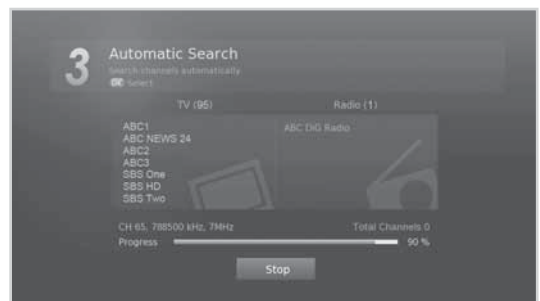 3
Automatic Search
Search channels automatically
OK Select
TV (95)
Radio (1)
ABC1
ABC NEWS 24
ABC2
ABC3
SBS One
SBS HD
SBS Two
ABC DiG Radio
CH 65, 788500 kHz, 7MHz
Total Channels 0
Progress
90 %
Stop